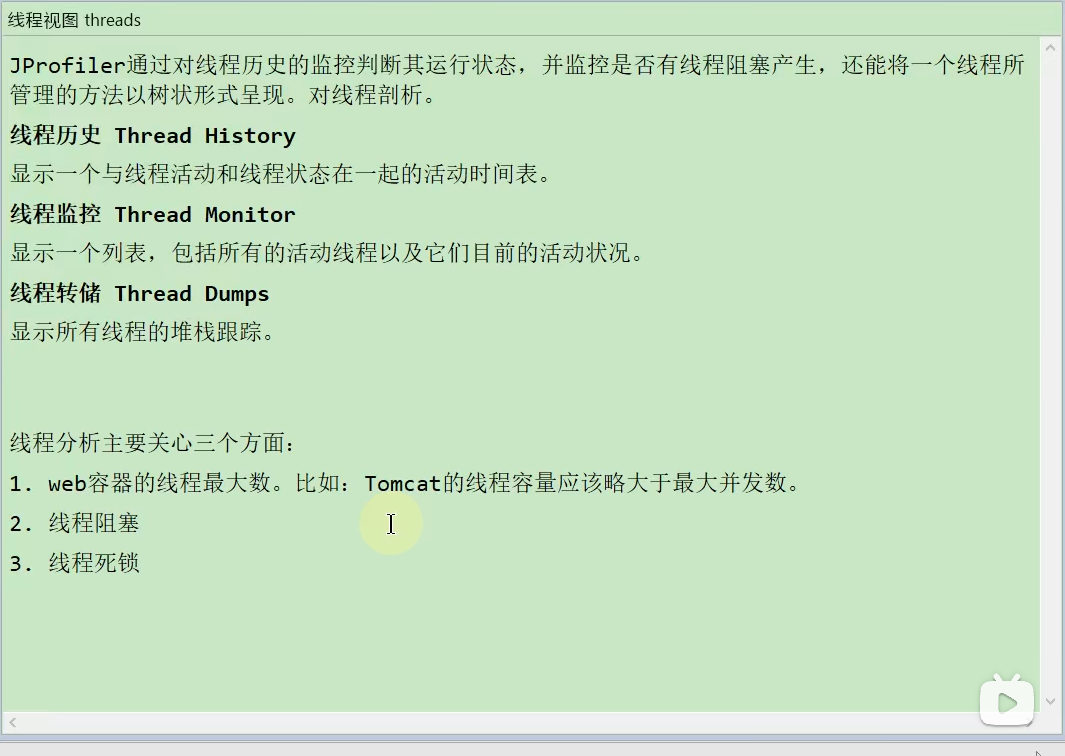 线程视图 threads
JProfiler通过对线程历史的监控判断其运行状态，并监控是否有线程阻塞产生，还能将一个线程所
管理的方法以树状形式呈现。对线程剖析。
线程历史 Thread History
显示一个与线程活动和线程状态在一起的活动时间表。
线程监控 Thread Monitor
显示一个列表，包括所有的活动线程以及它们目前的活动状况。
线程转储 Thread Dumps
显示所有线程的堆栈跟踪。
线程分析主要关心三个方面：
1. web容器的线程最大数。比如：Tomcat的线程容量应该略大于最大并发数。
2. 线程阻塞
3. 线程死锁